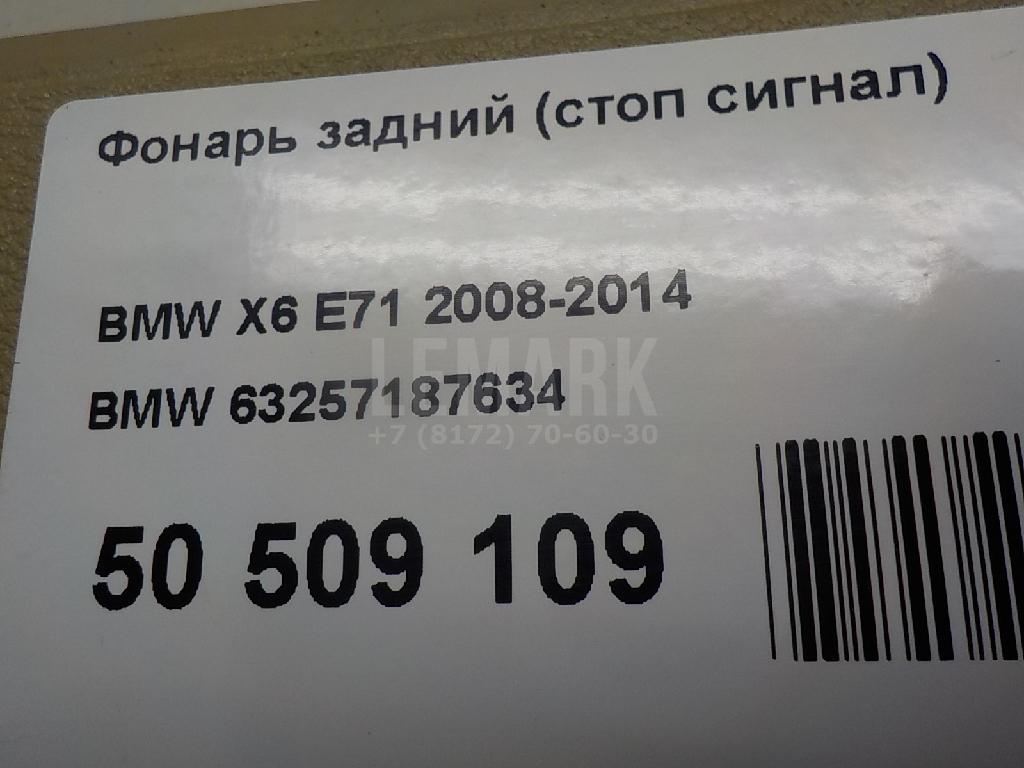 Фонарь задний (стоп сигнал)
BMW X6 E71 2008-2014
LEMARK
BMW 63257187634
+7 (8172) 70-60-30
50 509 109